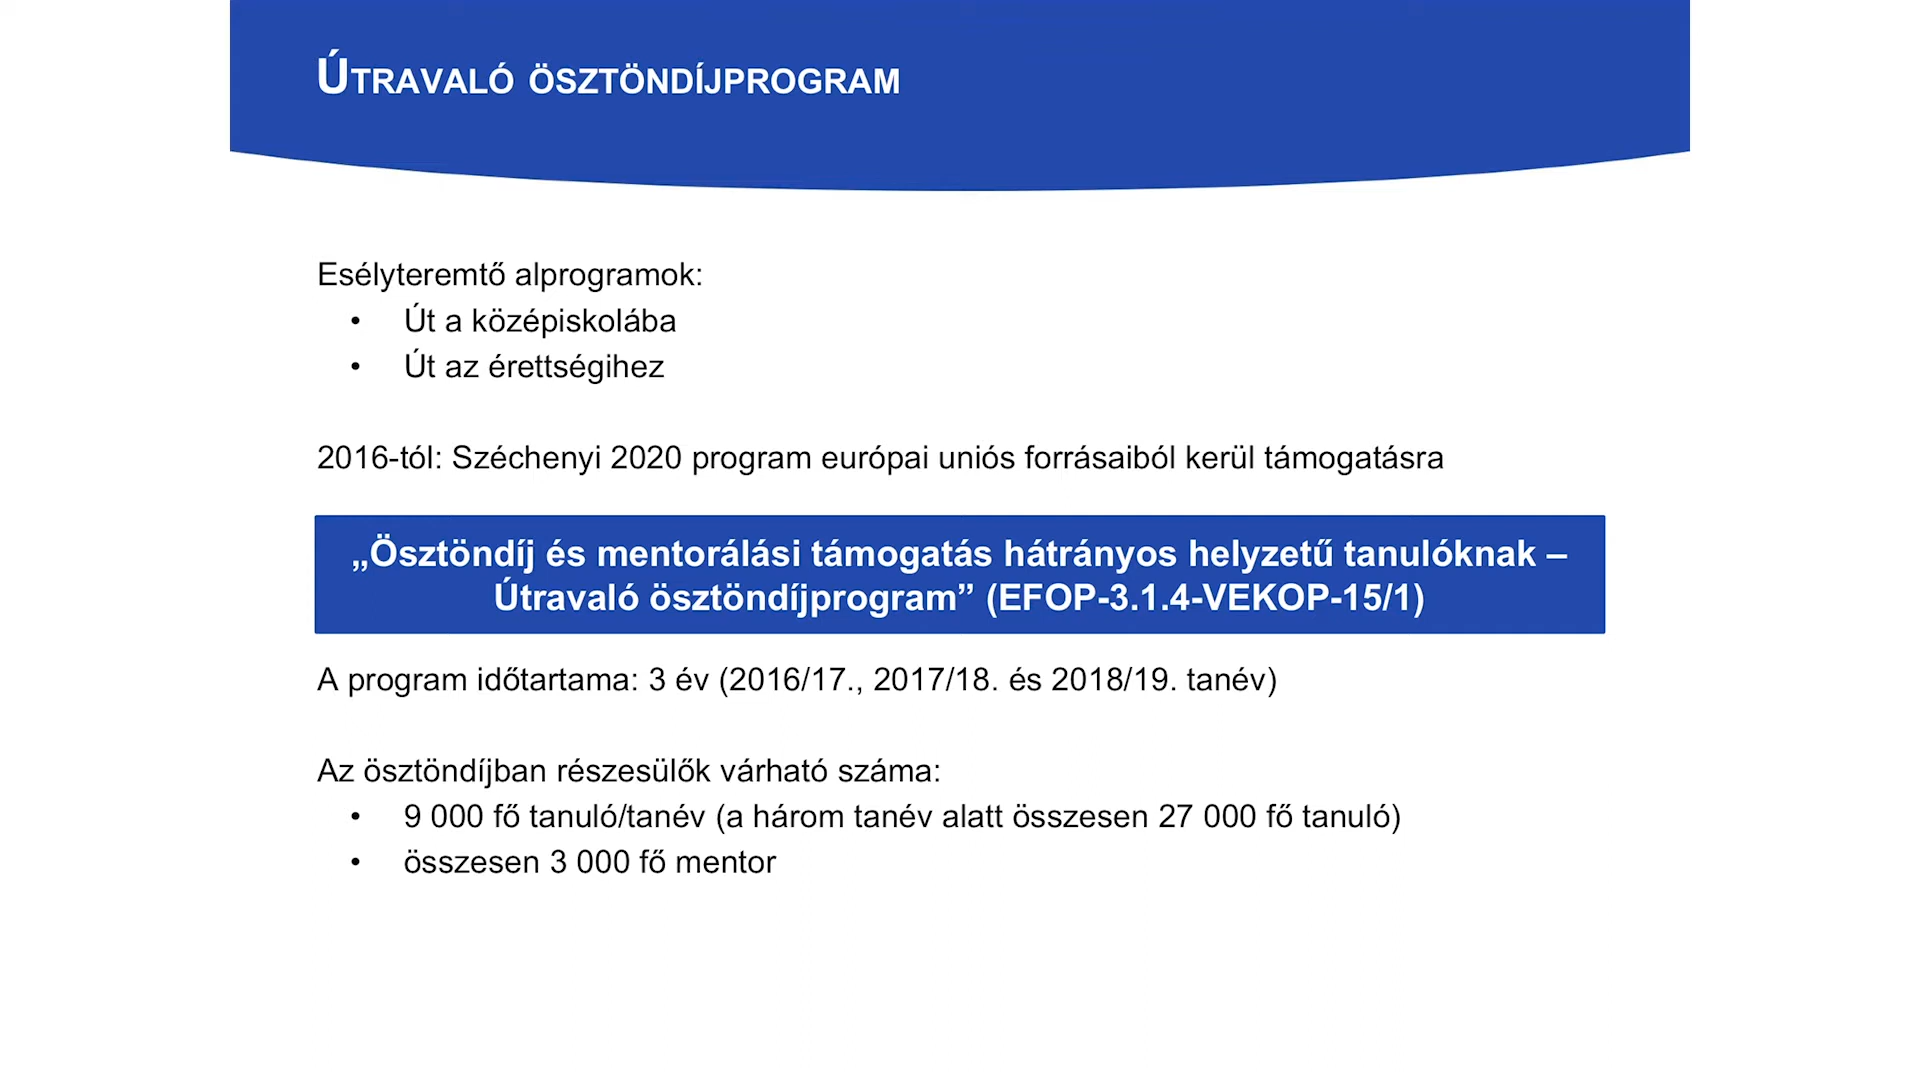 ÚTRAVALÓ ÖSZTÖNDÍJPROGRAM
Esélyteremtő alprogramok:
• Út a középiskolába
• Út az érettségihez
2016-tól: Széchenyi 2020 program európai uniós forrásaiból kerül támogatásra
„Ösztöndíj és mentorálási támogatás hátrányos helyzetű tanulóknak –
Útravaló ösztöndíjprogram” (EFOP-3.1.4-VEKOP-15/1)
A program időtartama: 3 év (2016/17., 2017/18. és 2018/19. tanév)
Az ösztöndíjban részesülők várható száma:
• 9 000 fő tanuló/tanév (a három tanév alatt összesen 27 000 fő tanuló)
• összesen 3 000 fő mentor